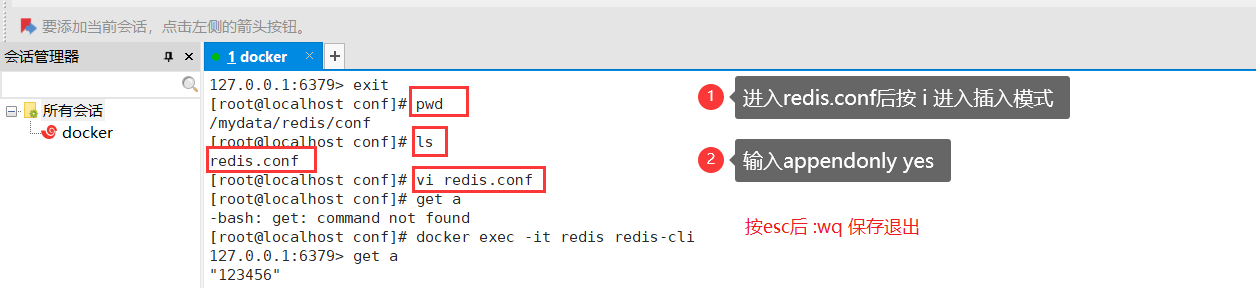 要添加当前会话，点击左侧的箭头按钮。
会话管理器
1 docker
所有会话
docker
127.0.0.1:6379> exit
[root@localhost conf]# pwd
/mydata/redis/conf
[root@localhost conf]# ls
redis.conf
[root@localhost conf]# vi redis.conf
[root@localhost conf]# get a
-bash: get: command not found
[root@localhost conf]# docker exec -it redis redis-cli
127.0.0.1:6379> get a
"123456"
1 进入redis.conf后按 i 进入插入模式
2 输入appendonly yes
按esc后 :wq 保存退出